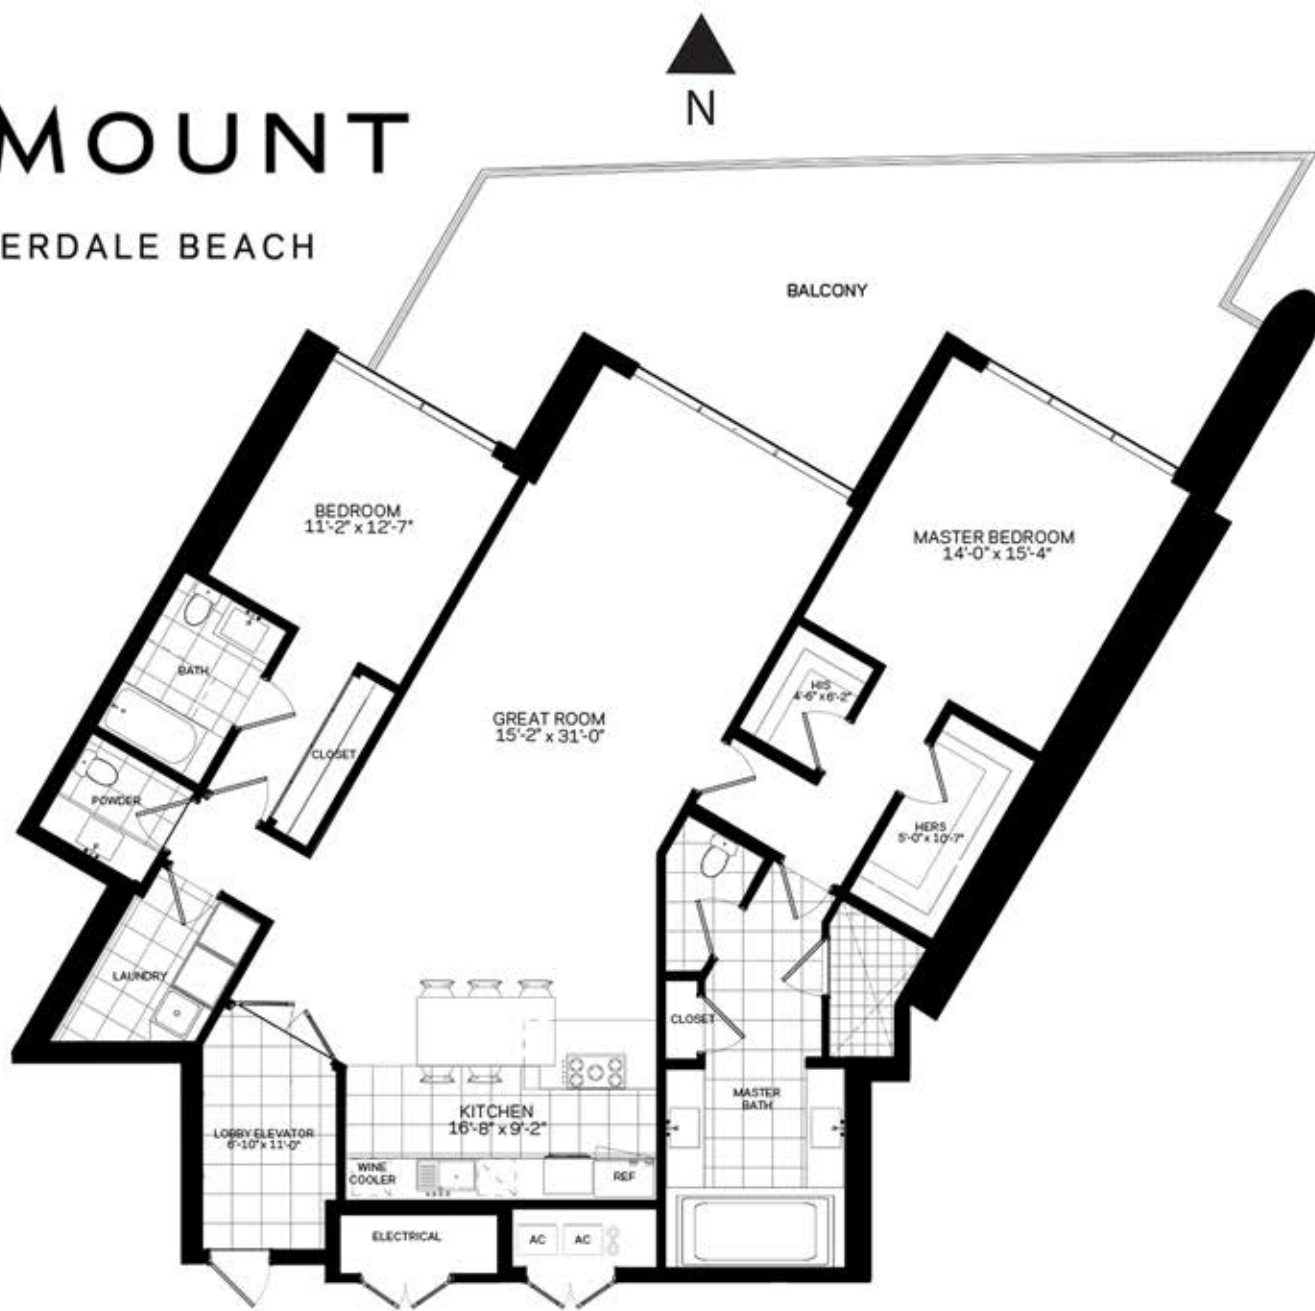 N
MOUNT
ERDALE BEACH
BALCONY
BEDROOM
11'-2" x 12'-7"
MASTER BEDROOM
14'-0" x 15'-4"
BATH
HIS
4'-6" x 6'-2"
GREAT ROOM
15'-2" x 31'-0"
CLOSET
POWDER
HERS
5'-0" x 10'-7"
LAUNDRY
CLOSET
MASTER
BATH
KITCHEN
16'-8" x 9'-2"
LOBBY ELEVATOR
6'-10" x 11'-0"
WINE
COOLER
REF
ELECTRICAL
AC
AC